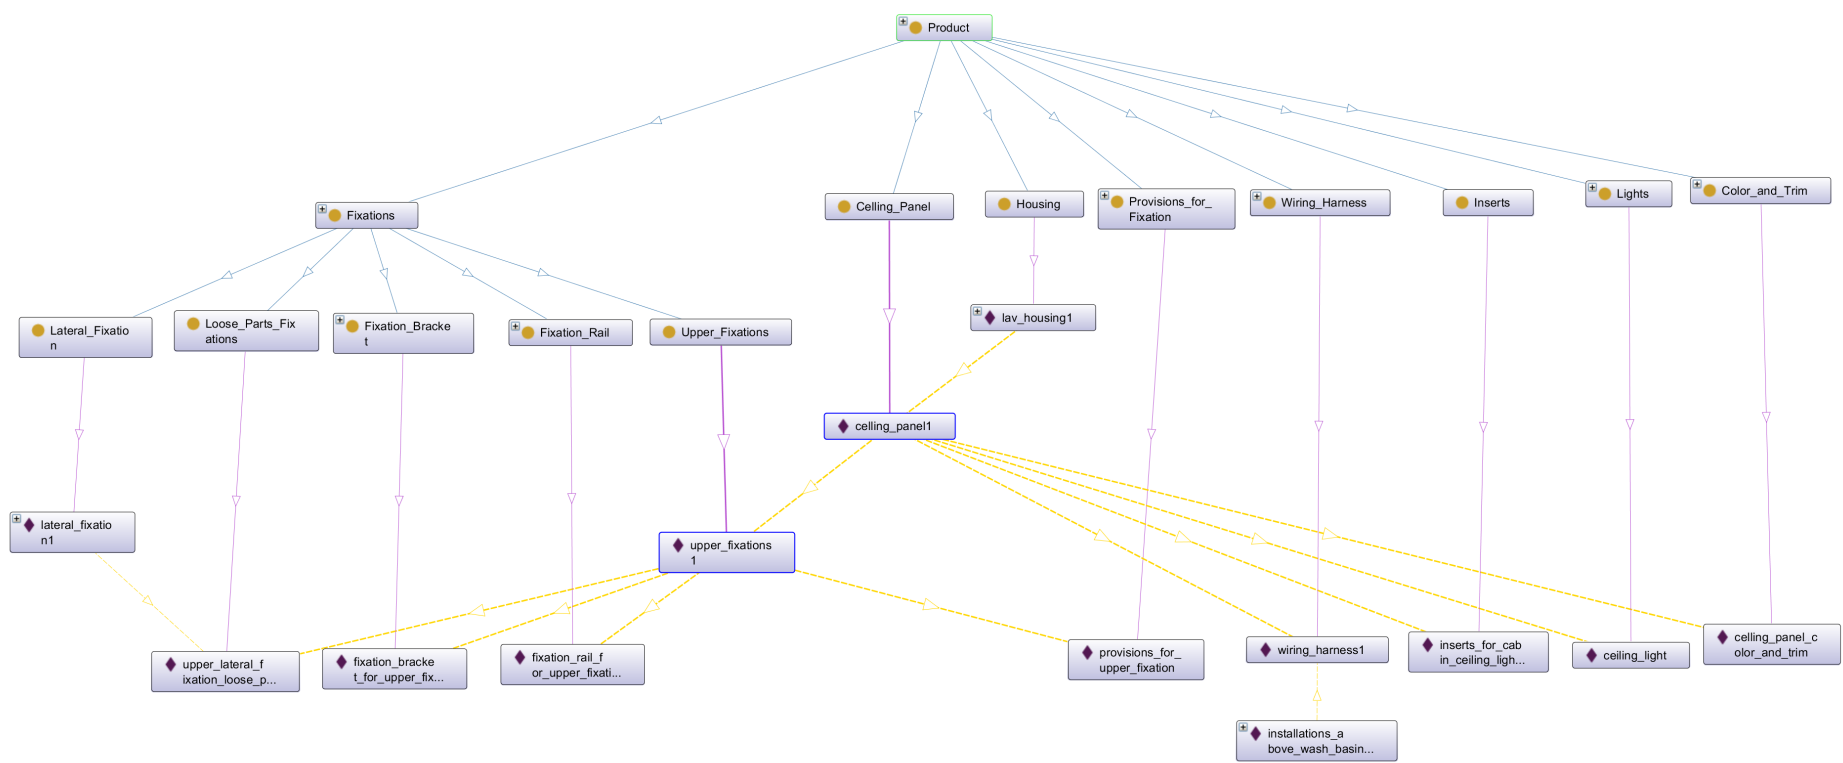 Product
Fixations
Celling_Panel
Housing
Provisions_for_
Fixation
Wiring_Harness
Inserts
Lights
Color_and_Trim
Lateral_Fixatio
n
Loose_Parts_Fix
ations
Fixation_Bracke
t
Fixation_Rail
Upper_Fixations
lav_housing1
celling_panel1
lateral_fixatio
n1
upper_fixations
1
upper_lateral_f
ixation_loose_p...
fixation_bracke
t_for_upper_fix...
fixation_rail_f
or_upper_fixati...
provisions_for_
upper_fixation
wiring_harness1
inserts_for_cab
in_ceiling_ligh...
ceiling_light
celling_panel_c
olor_and_trim
installations_a
bove_wash_basin...